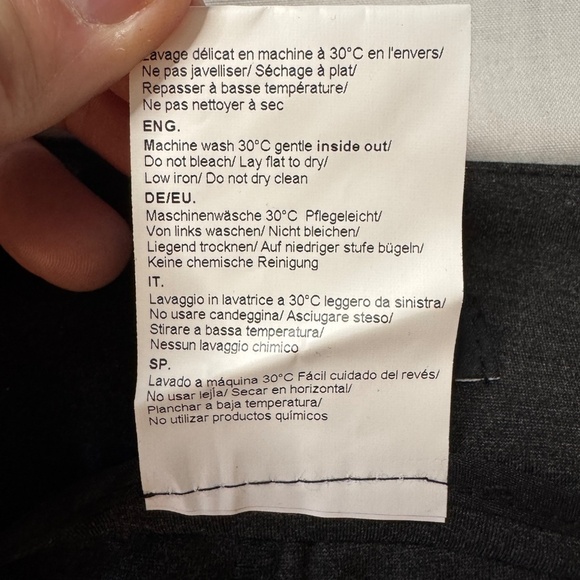 Lavage délicat en machine à 30°C en l'envers/
Ne pas javelliser/ Séchage à plat/
Repasser à basse température/
Ne pas nettoyer à sec
ENG.
Machine wash 30°C gentle inside out/
Do not bleach/ Lay flat to dry/
Low iron/ Do not dry clean
DE/EU.
Maschinenwäsche 30°C Pflegeleicht/
Von links waschen/ Nicht bleichen/
Liegend trocknen/ Auf niedriger stufe bügeln/
Keine chemische Reinigung
IT.
Lavaggio in lavatrice a 30°C leggero da sinistra/
No usare candeggina/ Asciugare steso/
Stirare a bassa temperatura/
Nessun lavaggio chimico
SP.
Lavado a máquina 30°C Fácil cuidado del revés/
No usar lejía/ Secar en horizontal/
Planchar a baja temperatura/
No utilizar productos químicos